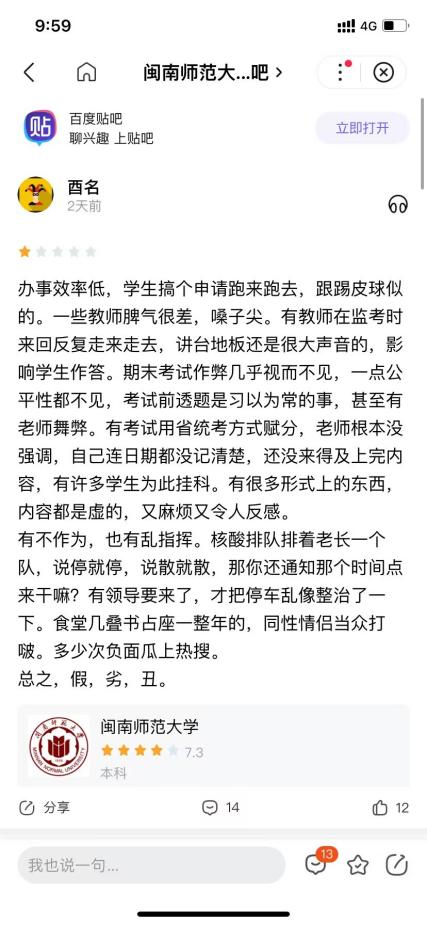 9:59
4G
闽南师范大...吧
百度贴吧
聊兴趣 上贴吧
立即打开
酉名
2天前
办事效率低，学生搞个申请跑来跑去，跟踢皮球似
的。一些教师脾气很差，嗓子尖。有教师在监考时
来回反复走来走去，讲台地板还是很大声音的，影
响学生作答。期末考试作弊几乎视而不见，一点公
平性都不见，考试前透题是习以为常的事，甚至有
老师舞弊。有考试用省统考方式赋分，老师根本没
强调，自己连日期都没记清楚，还没来得及上完内
容，有许多学生为此挂科。有很多形式上的东西，
内容都是虚的，又麻烦又令人反感。
有不作为，也有乱指挥。核酸排队排着老长一个
队，说停就停，说散就散，那你还通知那个时间点
来干嘛？有领导要来了，才把停车乱像整治了一
下。食堂几叠书占座一整年的，同性情侣当众打
啵。多少次负面瓜上热搜。
总之，假，劣，丑。
贴
闽南师范大学
MINNAN NORMAL UNIVERSITY
闽南师范大学
7.3
本科
分享
14
12
我也说一句...
13